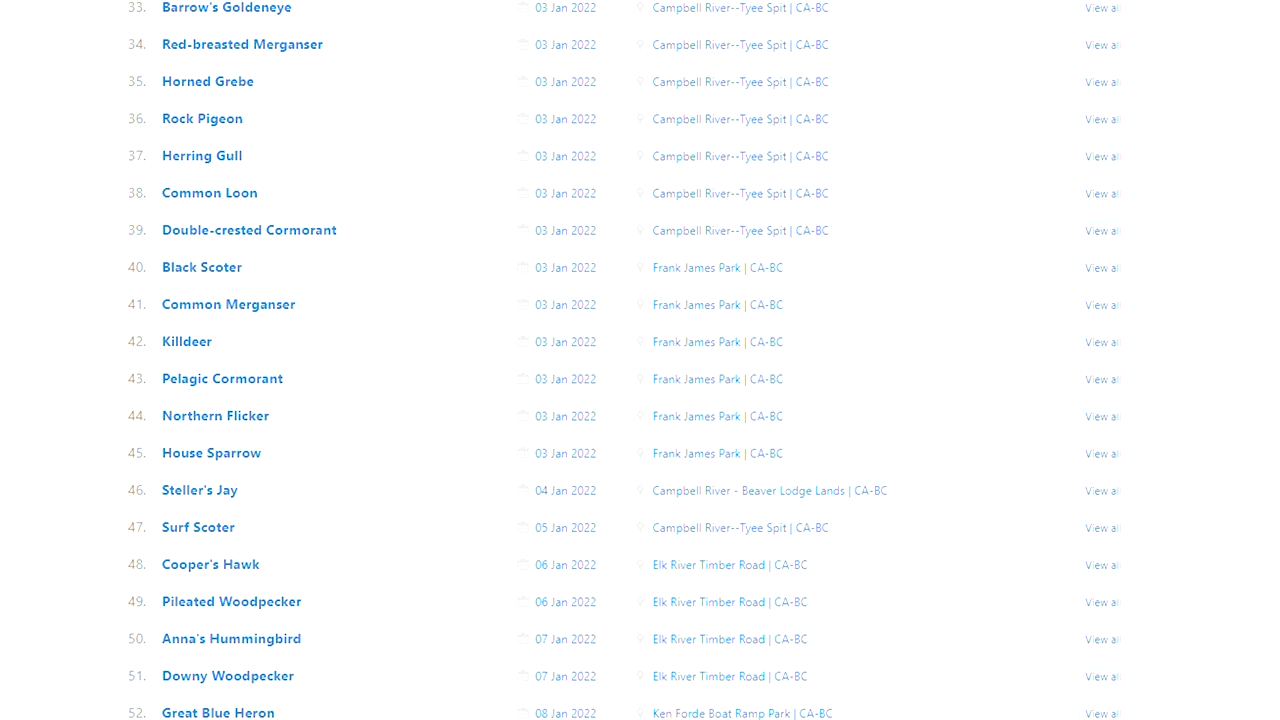 33. Barrow's Goldeneye 03 Jan 2022 Campbell River--Tyee Spit | CA-BC View all
34. Red-breasted Merganser 03 Jan 2022 Campbell River--Tyee Spit | CA-BC View all
35. Horned Grebe 03 Jan 2022 Campbell River--Tyee Spit | CA-BC View all
36. Rock Pigeon 03 Jan 2022 Campbell River--Tyee Spit | CA-BC View all
37. Herring Gull 03 Jan 2022 Campbell River--Tyee Spit | CA-BC View all
38. Common Loon 03 Jan 2022 Campbell River--Tyee Spit | CA-BC View all
39. Double-crested Cormorant 03 Jan 2022 Campbell River--Tyee Spit | CA-BC View all
40. Black Scoter 03 Jan 2022 Frank James Park | CA-BC View all
41. Common Merganser 03 Jan 2022 Frank James Park | CA-BC View all
42. Killdeer 03 Jan 2022 Frank James Park | CA-BC View all
43. Pelagic Cormorant 03 Jan 2022 Frank James Park | CA-BC View all
44. Northern Flicker 03 Jan 2022 Frank James Park | CA-BC View all
45. House Sparrow 03 Jan 2022 Frank James Park | CA-BC View all
46. Steller's Jay 04 Jan 2022 Campbell River - Beaver Lodge Lands | CA-BC View all
47. Surf Scoter 05 Jan 2022 Campbell River--Tyee Spit | CA-BC View all
48. Cooper's Hawk 06 Jan 2022 Elk River Timber Road | CA-BC View all
49. Pileated Woodpecker 06 Jan 2022 Elk River Timber Road | CA-BC View all
50. Anna's Hummingbird 07 Jan 2022 Elk River Timber Road | CA-BC View all
51. Downy Woodpecker 07 Jan 2022 Elk River Timber Road | CA-BC View all
52. Great Blue Heron 08 Jan 2022 Ken Forde Boat Ramp Park | CA-BC View all